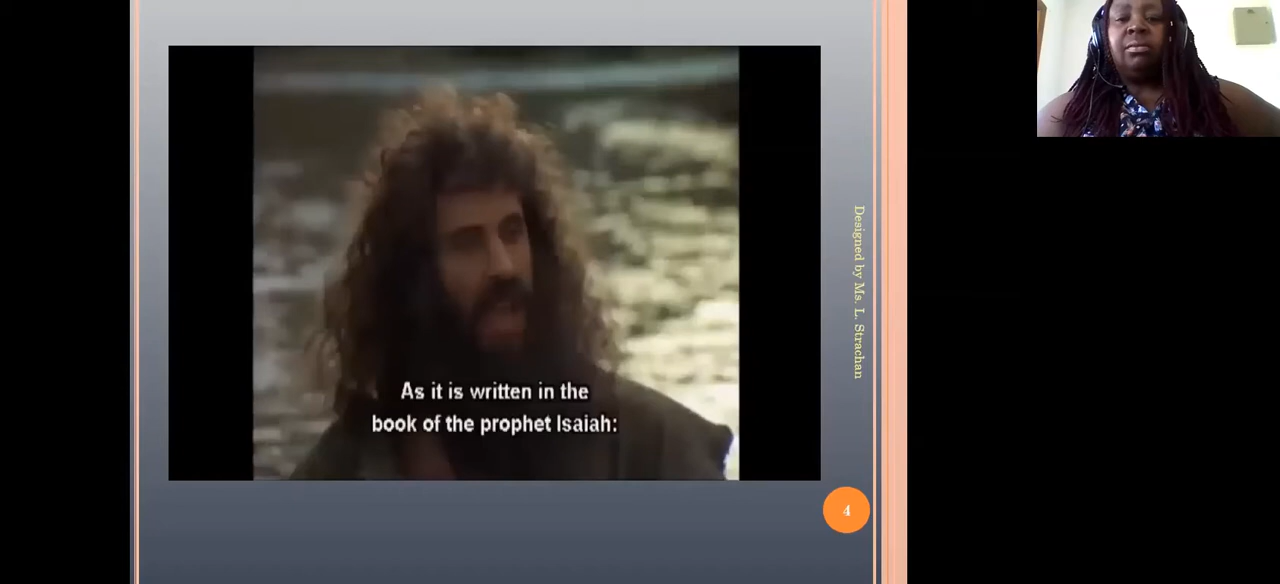 As it is written in the
book of the prophet Isaiah:
Designed by Ms. L. Strachan
4